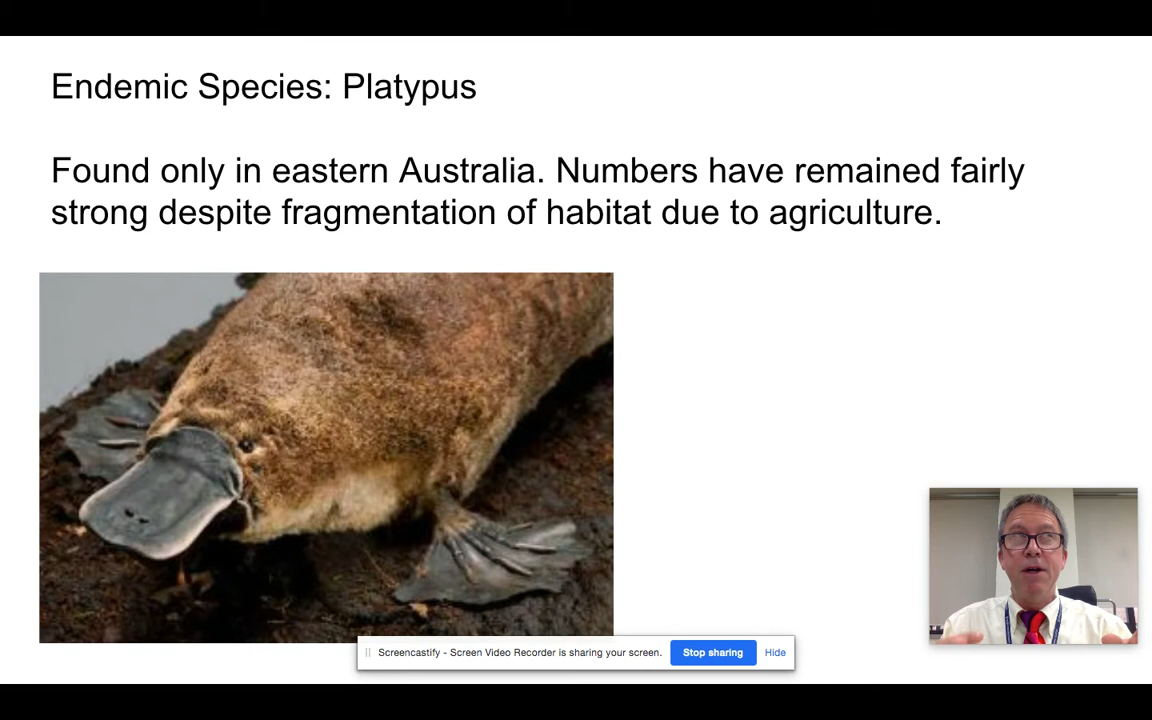 Endemic Species: Platypus
Found only in eastern Australia. Numbers have remained fairly
strong despite fragmentation of habitat due to agriculture.
Screencastify - Screen Video Recorder is sharing your screen.
Stop sharing
Hide